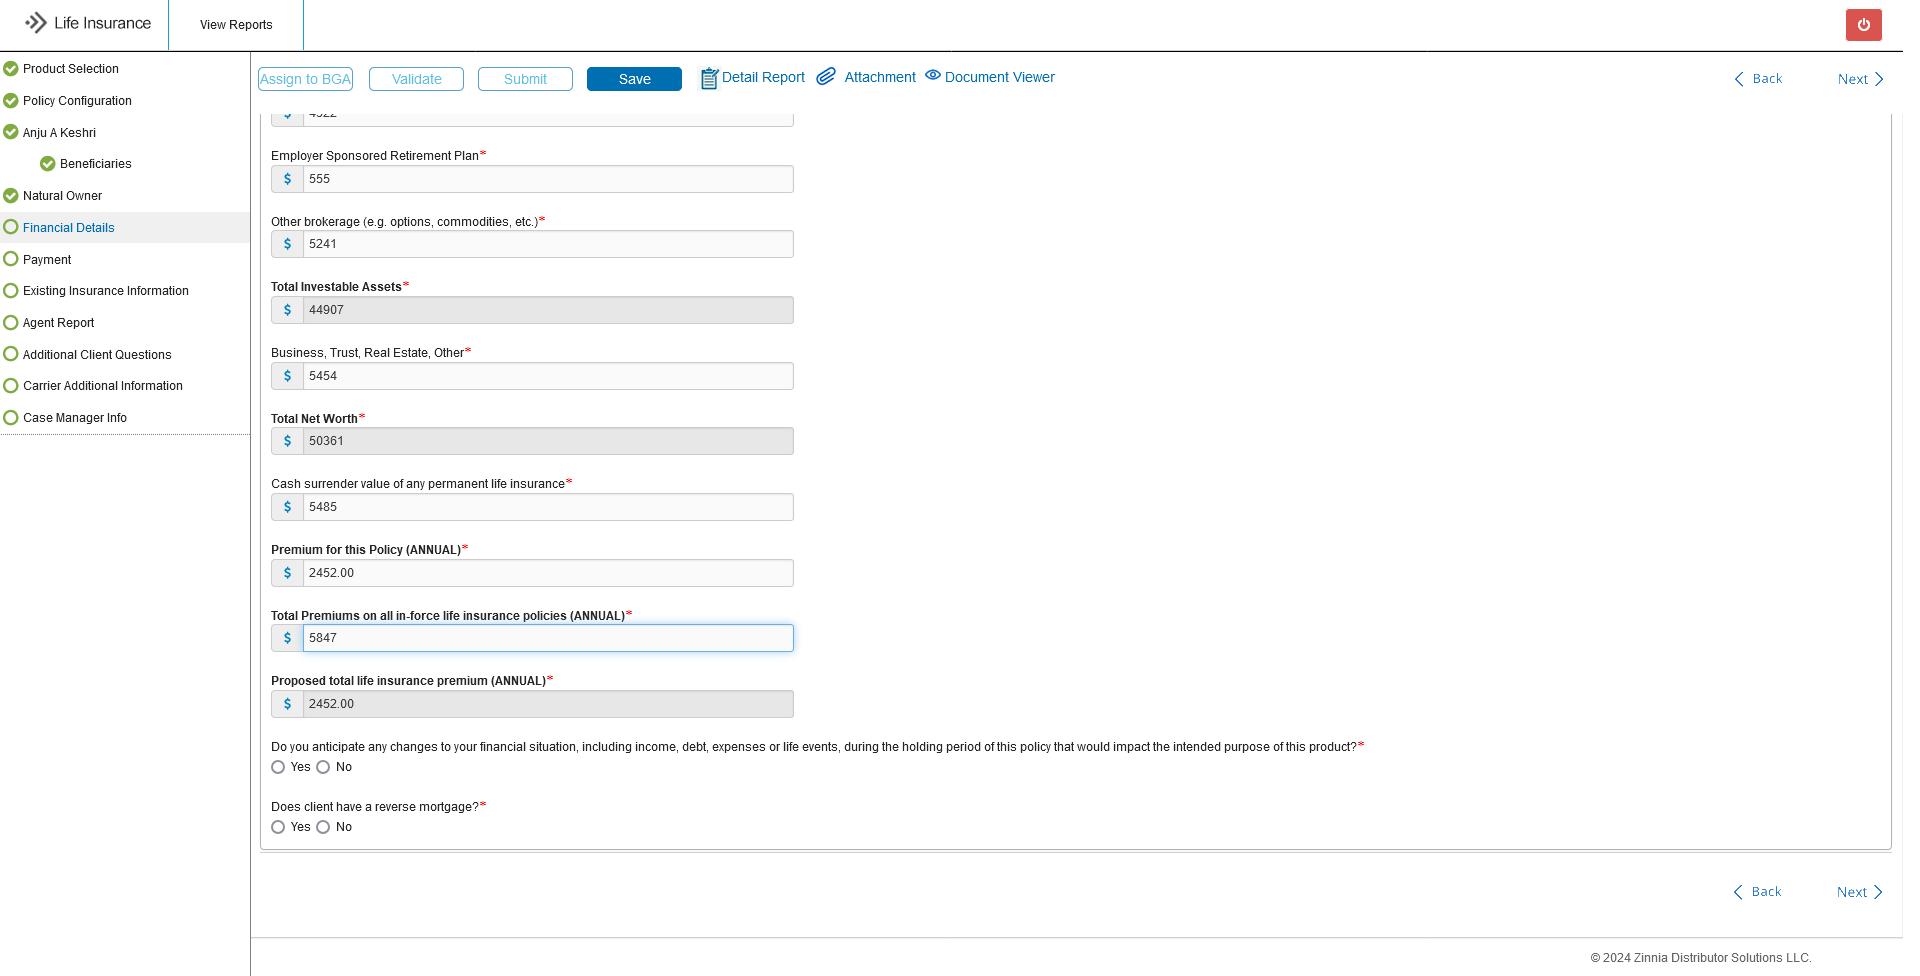 Life Insurance
View Reports
Product Selection
Policy Configuration
Anju A Keshri
Beneficiaries
Natural Owner
Financial Details
Payment
Existing Insurance Information
Agent Report
Additional Client Questions
Carrier Additional Information
Case Manager Info
Assign to BGA
Validate
Submit
Save
Detail Report
Attachment
Document Viewer
Back
Next
Employer Sponsored Retirement Plan*
$ 555
Other brokerage (e.g. options, commodities, etc.)*
$ 5241
Total Investable Assets*
$ 44907
Business, Trust, Real Estate, Other*
$ 5454
Total Net Worth*
$ 50361
Cash surrender value of any permanent life insurance*
$ 5485
Premium for this Policy (ANNUAL)*
$ 2452.00
Total Premiums on all in-force life insurance policies (ANNUAL)*
$ 5847
Proposed total life insurance premium (ANNUAL)*
$ 2452.00
Do you anticipate any changes to your financial situation, including income, debt, expenses or life events, during the holding period of this policy that would impact the intended purpose of this product?*
Yes No
Does client have a reverse mortgage?*
Yes No
Back
Next
© 2024 Zinnia Distributor Solutions LLC.